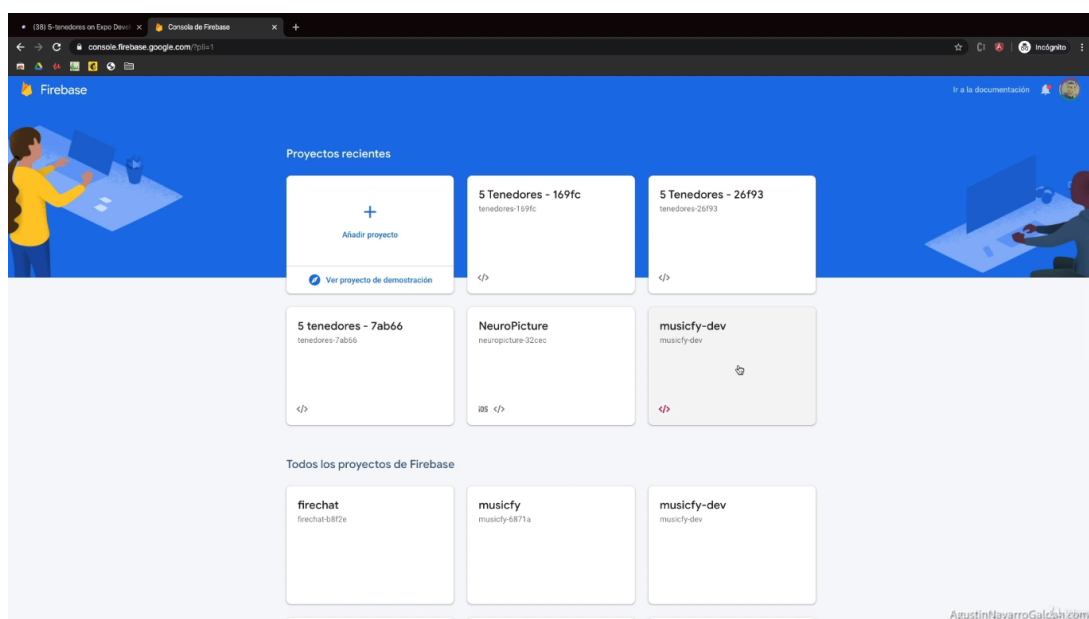 (38) 5-tenedores on Expo Devel
Consola de Firebase
console.firebase.google.com/?pli=1
Incógnito
Firebase
Ir a la documentación
Proyectos recientes
Añadir proyecto
Ver proyecto de demostración
5 Tenedores - 169fc
tenedores-169fc
</>
5 Tenedores - 26f93
tenedores-26f93
</>
5 tenedores - 7ab66
tenedores-7ab66
</>
NeuroPicture
neuropicture-32cec
iOS </>
musicfy-dev
musicfy-dev
</>
Todos los proyectos de Firebase
firechat
firechat-b8f2e
musicfy
musicfy-6871a
musicfy-dev
musicfy-dev